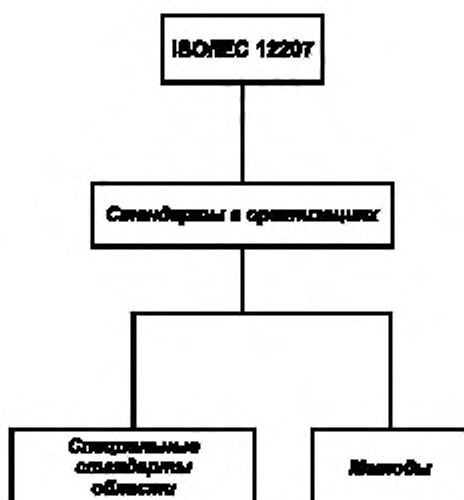 ISO/IEC 12207
Стандарты в организациях
Специальные
стандарты
области
Методы